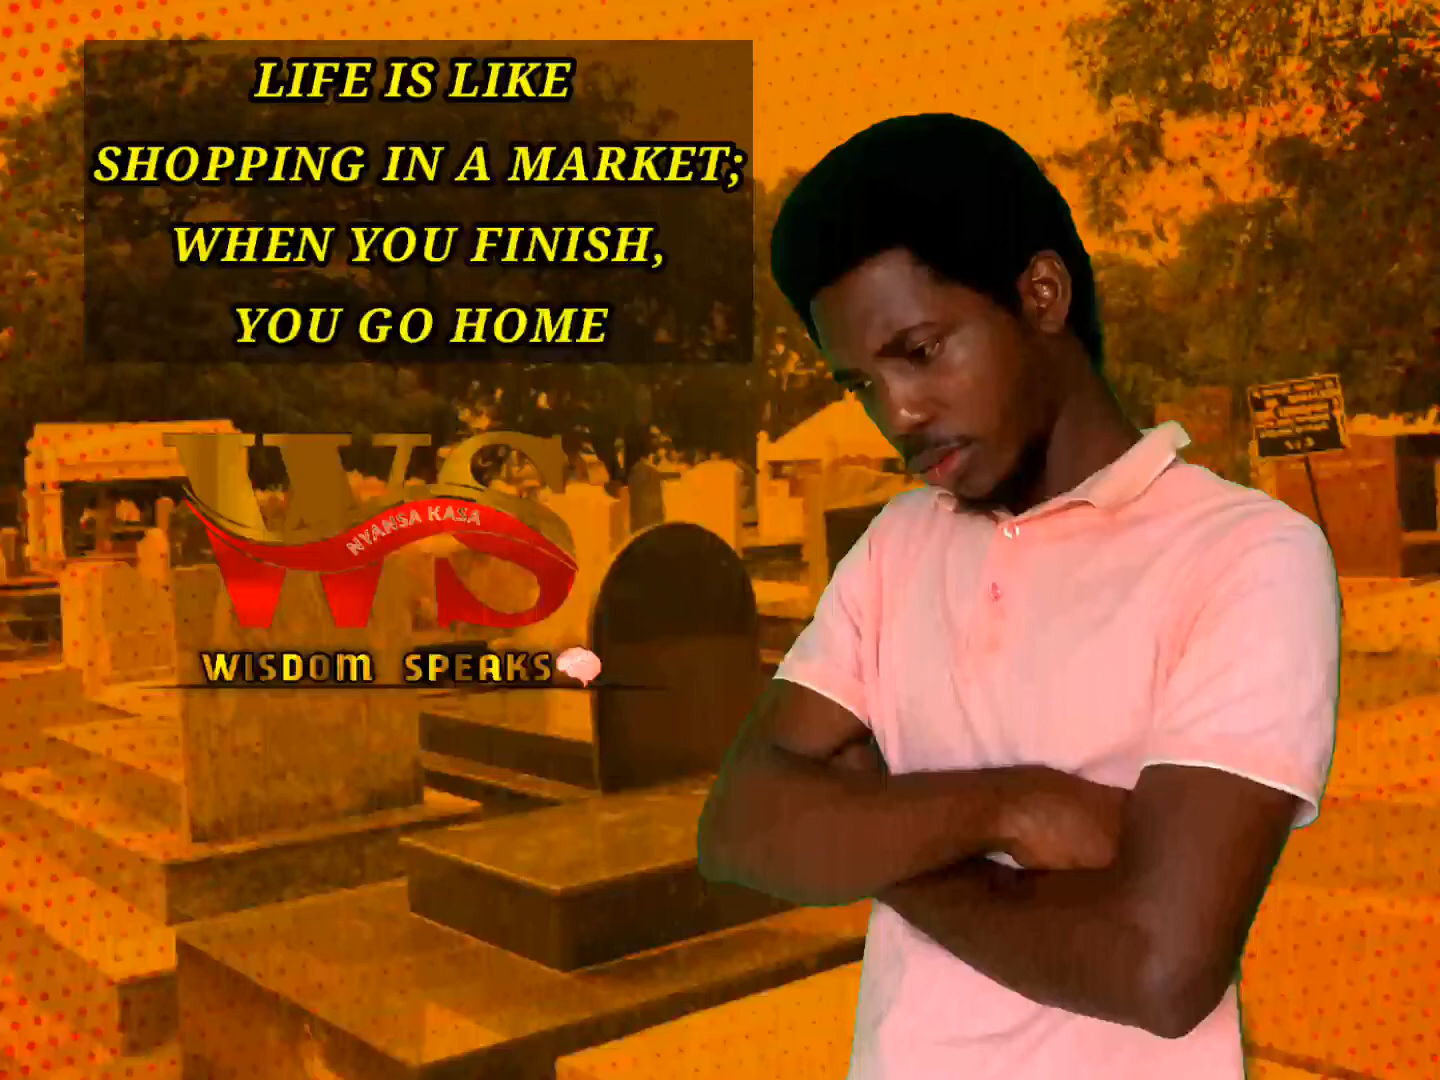 LIFE IS LIKE
SHOPPING IN A MARKET;
WHEN YOU FINISH,
YOU GO HOME
WS
NYANSA KASA
WISDOM SPEAKS